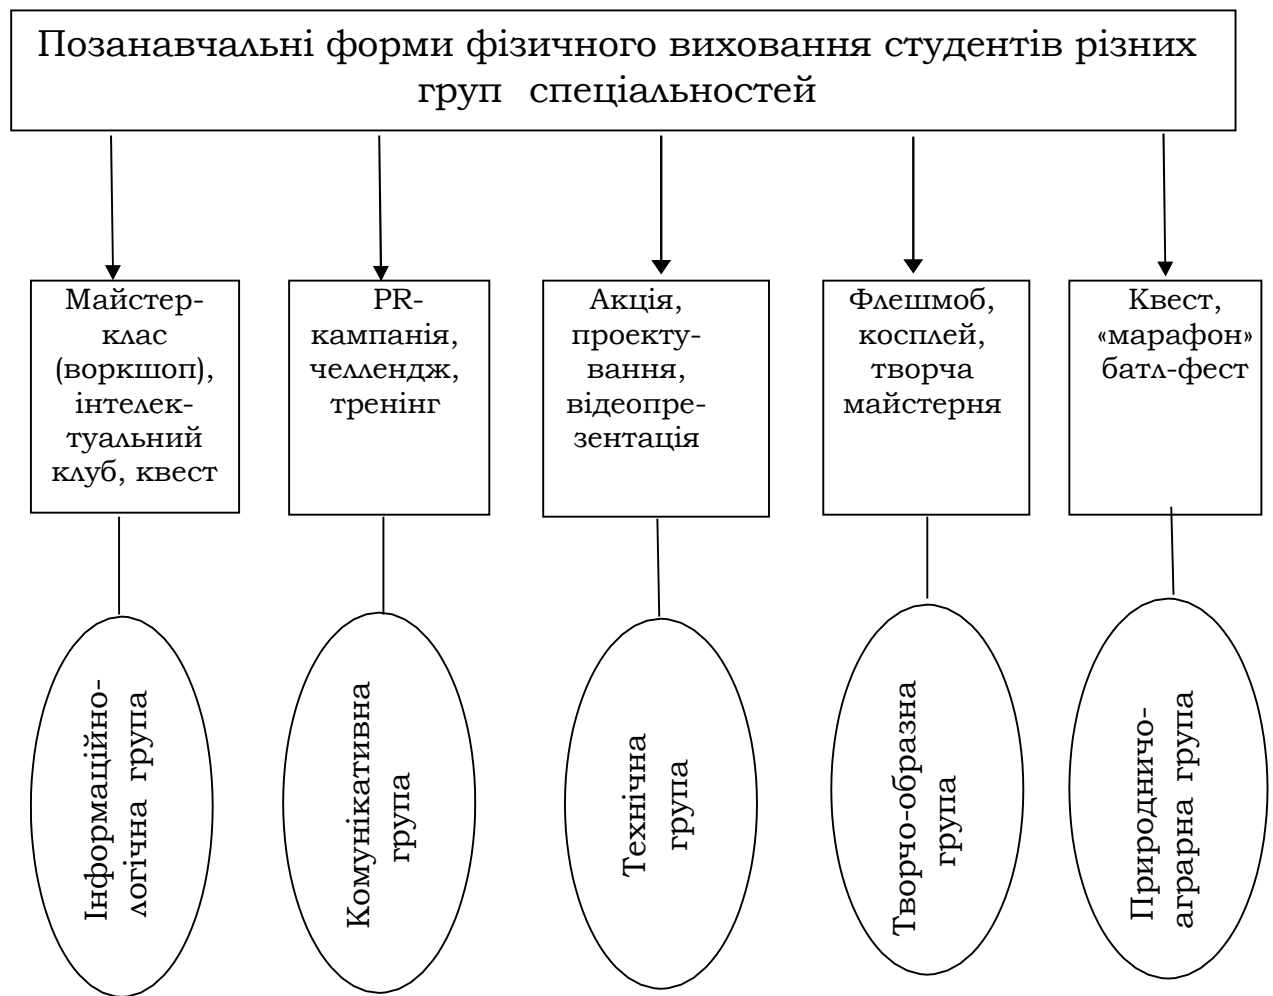 Позанавчальні форми фізичного виховання студентів різних
груп спеціальностей
Майстер-
клас
(воркшоп),
інтелек-
туальний
клуб, квест
PR-
кампанія,
челлендж,
тренінг
Акція,
проекту-
вання,
відеопре-
зентація
Флешмоб,
косплей,
творча
майстерня
Квест,
«марафон»
батл-фест
Інформаційно-
логічна група
Комунікативна
група
Технічна
група
Творчо-образна
група
Природничо-
аграрна група